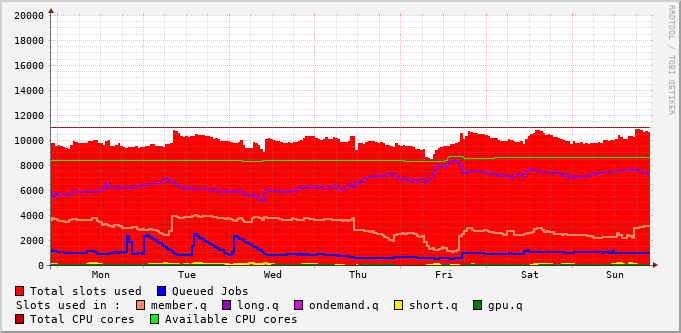 RRDTOOL / TOBI OETIKER
20000
18000
16000
14000
12000
10000
8000
6000
4000
2000
0
Mon Tue Wed Thu Fri Sat Sun
Total slots used Queued Jobs
Slots used in : member.q long.q ondemand.q short.q gpu.q
Total CPU cores Available CPU cores